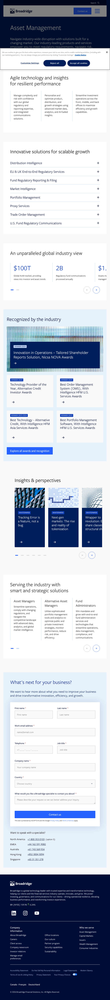 Search
Broadridge
Contact us
Asset Management
Navigate industry-wide disruption with solutions built for a
changing market. From back-office to distribution, we
empower you to meet regulatory requirements, navigate risk,
We use cookies to give you the best online experience, measure your visit to our sites, and to enable marketing activities (including with
our marketing partners). You can always change your preferences by clicking "Customize Settings". Cookie Notice
Customize Settings
Reject all
Accept all cookies
Agile technology and insights
for resilient performance
Manage complexity and
risk with confidence
with our global
regulatory and
reporting expertise,
and integrated
communications
solutions.
Personalize and
optimize product,
distribution, and
growth strategies using
advanced market data,
analytics, and AI-fueled
insights.
Streamline investment
operations across the
front, middle, and back
offices to maximize
efficiency and growth
capabilities.
Innovative solutions for scalable growth
Distribution Intelligence
EU & UK End-to-End Regulatory Services
Fund Regulatory Reporting & Filing
Market Intelligence
Portfolio Management
Proxy Services
Trade Order Management
U.S. Fund Regulatory Communications
An unparalleled global industry view
$100T
Global AUM tracked, providing
views into investor and asset trends
2B
Regulatory fund communications
processed annually
$1.
Assets m
managem
Recognized by the industry
WINNER 2024
Innovation in Operations – Tailored Shareholder
Reports Solution, Nicsa NOVA Awards
WINNER 2024
Technology Provider of the
Year, Alternative Credit
Investor Awards
WINNER 2024
Best Order Management
System (OMS), With
Intelligence HFM U.S.
Services Awards
WINNER 2023-2024
Best Technology – Alternative
Credit, With Intelligence HFM
Asia Services Awards
WINNER 2023
Best Portfolio Management
Software, With Intelligence
HFM U.S. Services Awards
Explore all awards and recognition
Insights & perspectives
WHITEPAPER
Tracking Error is
a feature, not a
bug
WHITEPAPER
Next-gen
markets: The rise
and reality of
tokenization
WHITEPAPER
Wrapper to
revolution: E
share classes
structural sh
Serving the industry with
smart and strategic solutions
Asset Managers
Streamline operations,
comply with changing
regulations, and
navigate the
competitive landscape
with advanced data,
analytics, and global
market intelligence.
Alternative Asset
Managers
Utilize sophisticated
portfolio management
tools and analytics to
optimize public and
private investment
strategies, monitor
performance, reduce
risk, and drive
efficiency.
Fund
Administrators
Win mandates and
grow with end-to-end
fund administration
services and
technologies that
streamline operations,
data management,
compliance, and
communications.
What's next for your business?
We want to hear more about what you need to improve your business
and drive transformative innovation, efficiency, and growth.
First name *
Last name *
First name
Last name
Work email address *
name@email.com
Telephone *
Job title *
+1 _ _ _ - _ _ _ - _ _ _ _
Job title
Company name *
Your company name
Country *
Choose country
What would you like a Broadridge specialist to contact you about? *
Please describe your request so we can better address your inquiry
Contact us
This site is protected by reCAPTCHA and the Google Privacy Policy and Terms of Service apply.
Want to speak with a specialist?
North America +1 800 353 0103 (option 3)
EMEA +44 162 591 9082
Australia +61 743 569 934
Hong Kong +852 3004 3094
Singapore +65 31 351 278
Broadridge
Broadridge is a global technology leader with trusted expertise and transformative technology,
helping clients and the financial services industry operate, innovate, and grow. We power
investing, governance, and communications for our clients – driving operational resilience, elevating
business performance, and transforming investor experiences.
BR (NYSE) 159.96 ↑ 6.24%
Company
information
About Broadridge
Careers
Client access
Company newsroom
Investor relations
Manage email
preferences
Office locations
Our culture
Partner program
Security capabilities
Sustainability
Who we serve
Asset Management
Capital Markets
Issuers
Wealth Management
Consumer Industries
Accessibility Statement Do Not Sell My Personal Information Legal Statements Modern Slavery
Terms of Use & Linking Policy Privacy Statement Your Privacy Choices
Canada - Français Deutschland
© 2026 Broadridge Financial Solutions, Inc. All Rights Reserved.